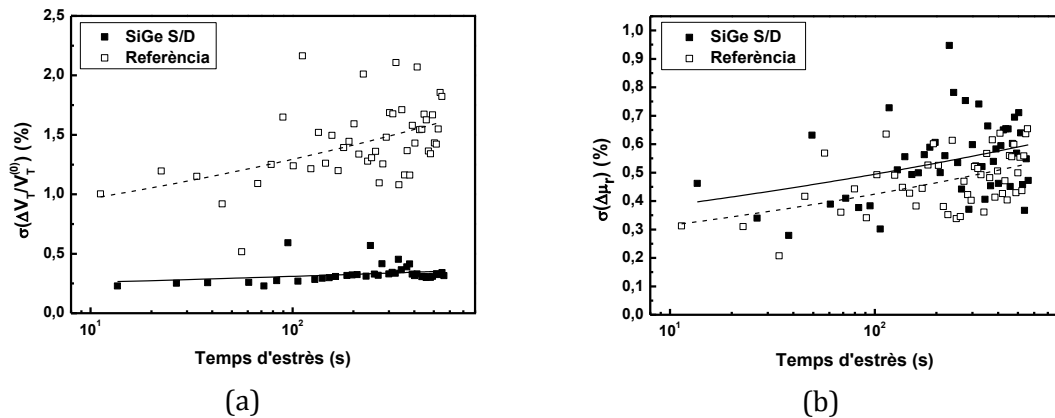 SiGe S/D
Referència
2,5
2,0
1,5
1,0
0,5
0,0
σ(ΔV_T/V_T^(0)) (%)
10^1
10^2
Temps d'estrès (s)
(a)
SiGe S/D
Referència
1,0
0,9
0,8
0,7
0,6
0,5
0,4
0,3
0,2
0,1
0,0
σ(Δμ_r) (%)
10^1
10^2
Temps d'estrès (s)
(b)